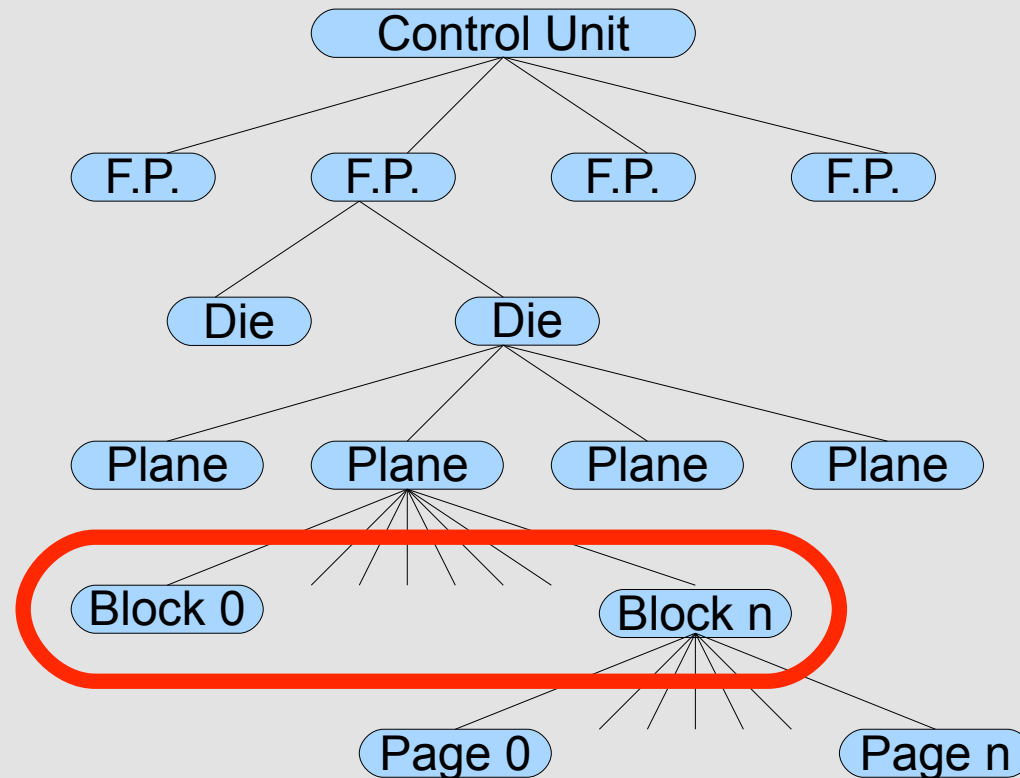 Control Unit
F.P. F.P. F.P. F.P.
Die Die
Plane Plane Plane Plane
Block 0 Block n
Page 0 Page n